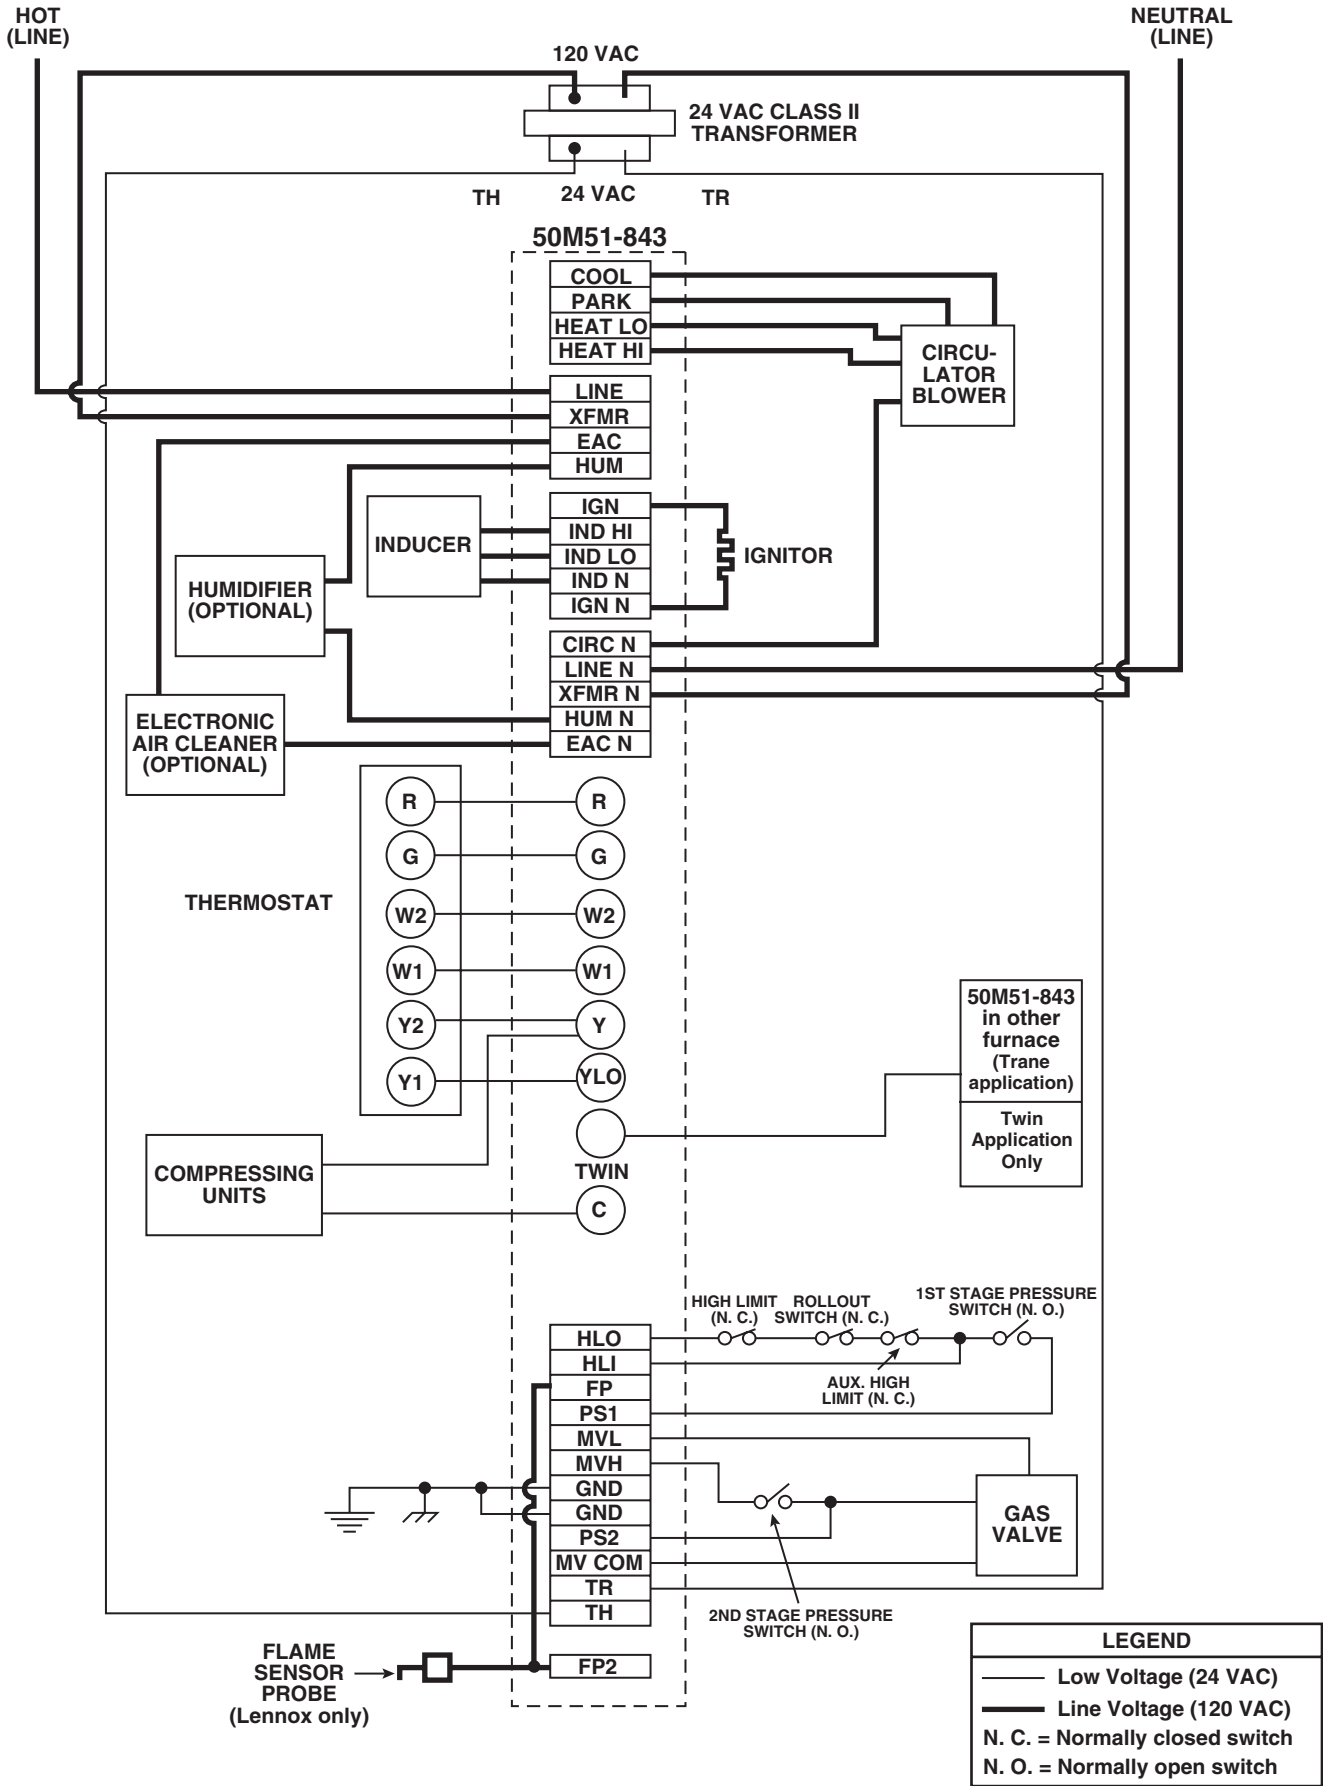 HOT
(LINE)
NEUTRAL
(LINE)
120 VAC
24 VAC CLASS II
TRANSFORMER
TH
24 VAC
TR
50M51-843
COOL
PARK
HEAT LO
HEAT HI
CIRCU-
LATOR
BLOWER
LINE
XFMR
EAC
HUM
IGN
IND HI
IND LO
IND N
IGN N
INDUCER
IGNITOR
HUMIDIFIER
(OPTIONAL)
CIRC N
LINE N
XFMR N
HUM N
EAC N
ELECTRONIC
AIR CLEANER
(OPTIONAL)
THERMOSTAT
R
R
G
G
W2
W2
W1
W1
Y2
Y
Y1
YLO
TWIN
C
50M51-843
in other
furnace
(Trane
application)
Twin
Application
Only
COMPRESSING
UNITS
HIGH LIMIT
(N. C.)
ROLLOUT
SWITCH (N. C.)
1ST STAGE PRESSURE
SWITCH (N. O.)
AUX. HIGH
LIMIT (N. C.)
HLO
HLI
FP
PS1
MVL
MVH
GND
GND
PS2
MV COM
TR
TH
FP2
GAS
VALVE
2ND STAGE PRESSURE
SWITCH (N. O.)
FLAME
SENSOR
PROBE
(Lennox only)
LEGEND
Low Voltage (24 VAC)
Line Voltage (120 VAC)
N. C. = Normally closed switch
N. O. = Normally open switch